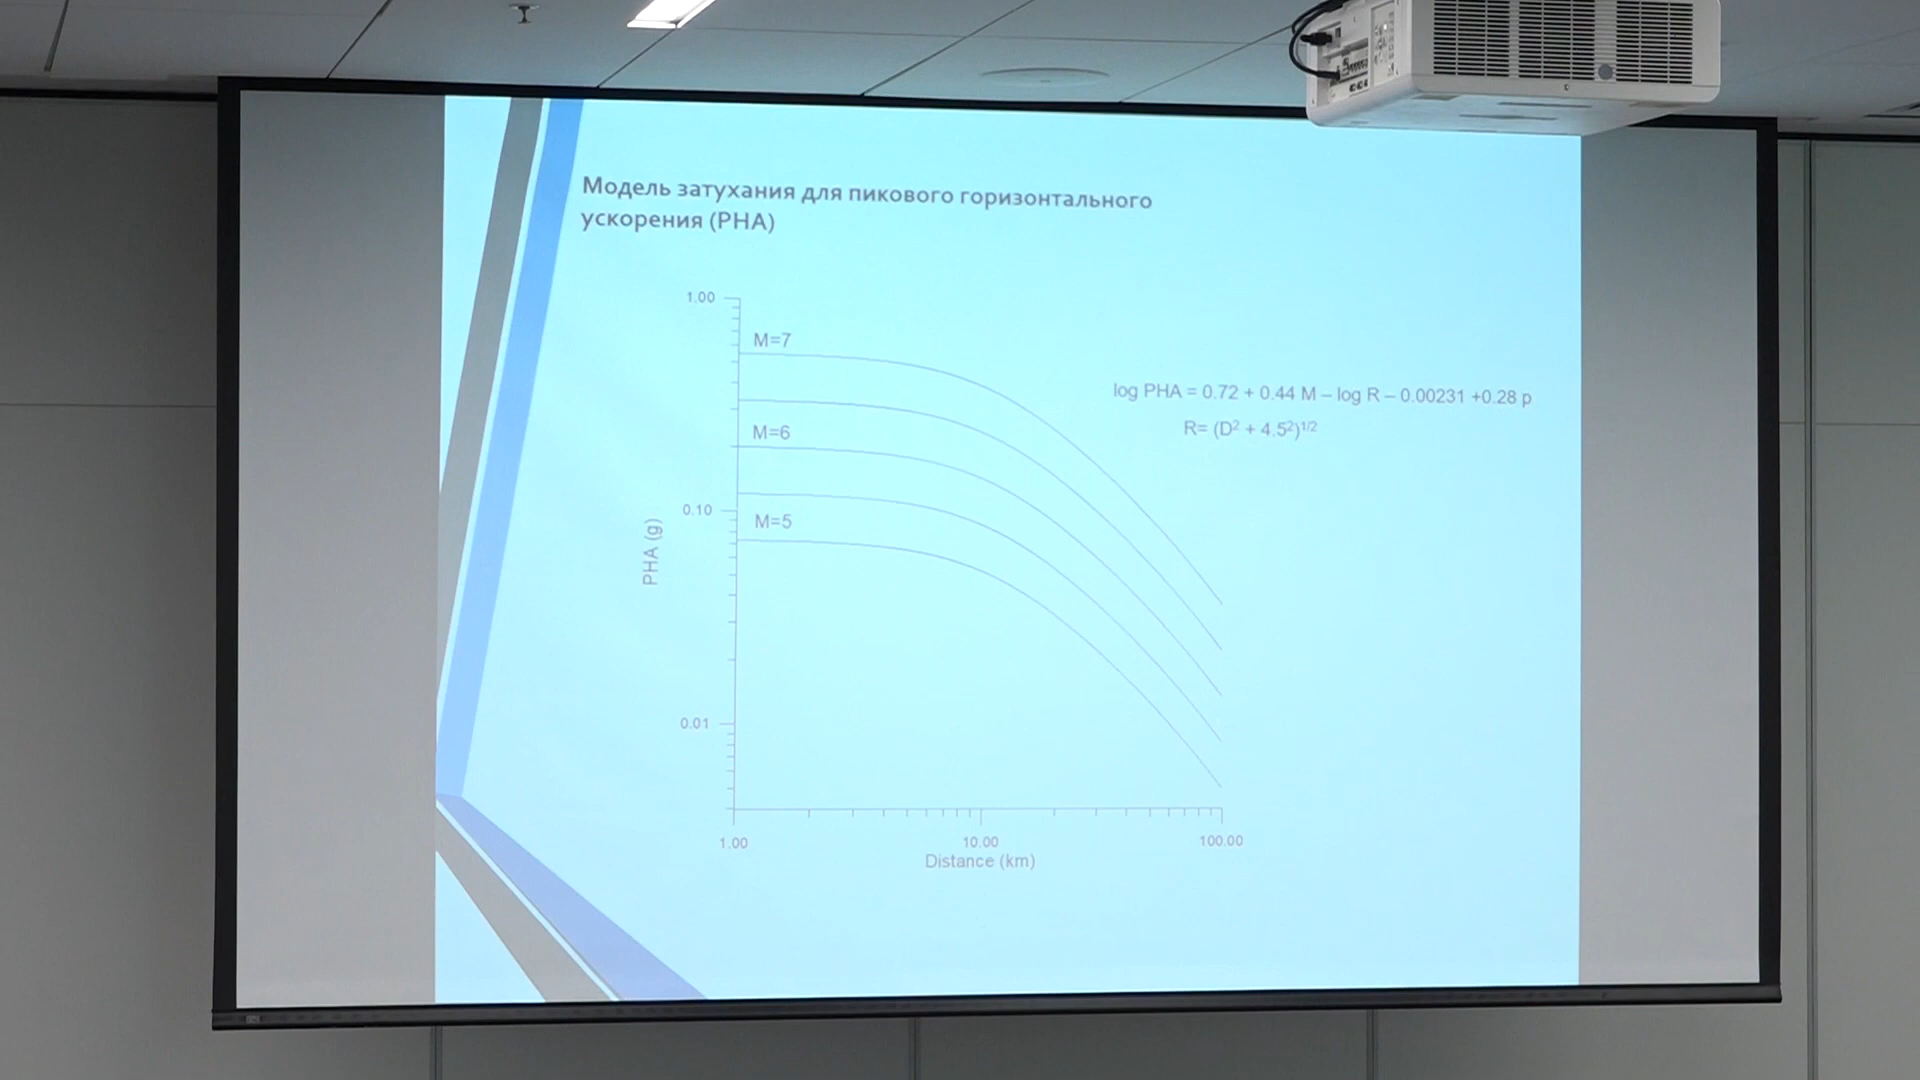 Модель затухания для пикового горизонтального
ускорения (PHA)
1.00
M=7
log PHA = 0.72 + 0.44 M – log R – 0.00231 +0.28 p
R= (D² + 4.5²)¹/²
M=6
0.10
M=5
PHA (g)
0.01
1.00
10.00
100.00
Distance (km)